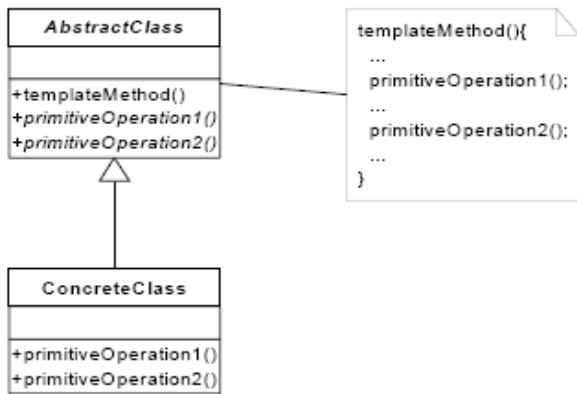 AbstractClass
+templateMethod()
+primitiveOperation1()
+primitiveOperation2()
templateMethod(){
...
primitiveOperation1();
...
primitiveOperation2();
...
}
ConcreteClass
+primitiveOperation1()
+primitiveOperation2()